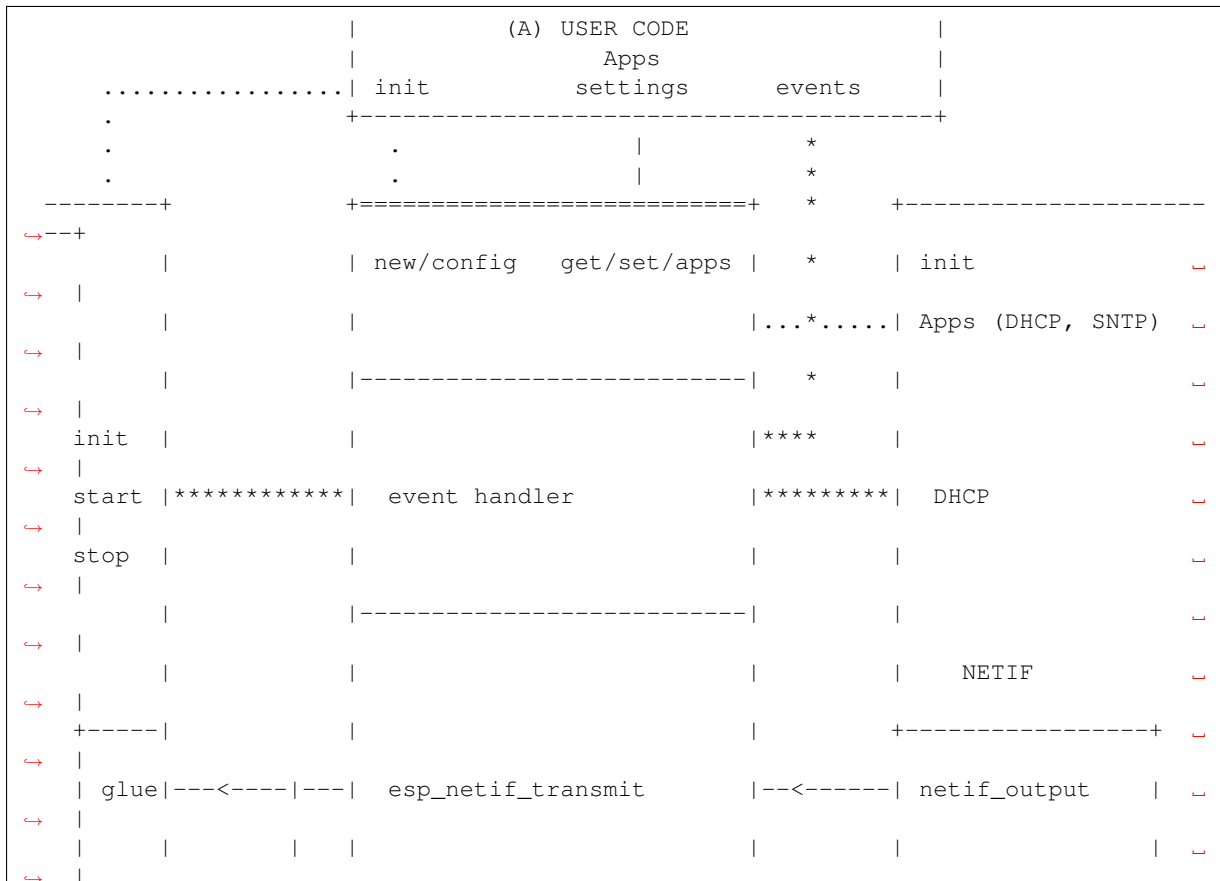 | (A) USER CODE |
| Apps |
.................| init settings events |
. +----------------------------------------+
. . | *
. . | *
--------+ +===========================+ * +---------------------
↪--+
| | new/config get/set/apps | * | init ␣
↪ |
| | |...*.....| Apps (DHCP, SNTP) ␣
↪ |
| |---------------------------| * | ␣
↪ |
init | | |**** | ␣
↪ |
start |************| event handler |*********| DHCP ␣
↪ |
stop | | | | ␣
↪ |
| |---------------------------| | ␣
↪ |
| | | | NETIF ␣
↪ |
+-----| | | +-----------------+ ␣
↪ |
| glue|---<----|---| esp_netif_transmit |--<------| netif_output | ␣
↪ |
| | | | | | | ␣
↪ |